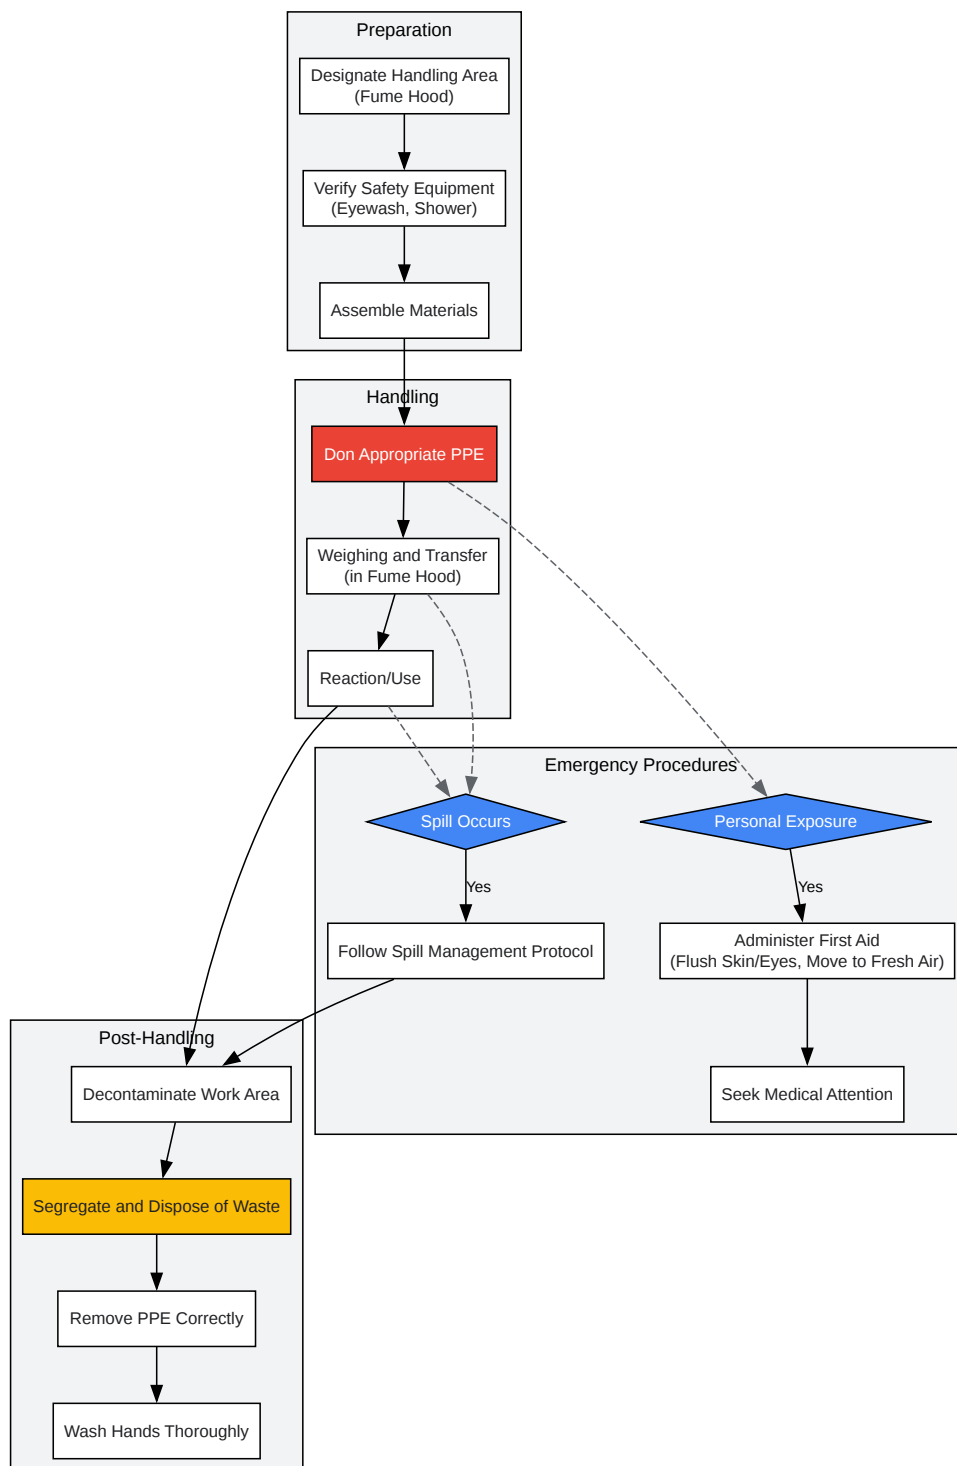 Preparation
Designate Handling Area
(Fume Hood)
Verify Safety Equipment
(Eyewash, Shower)
Assemble Materials
Handling
Don Appropriate PPE
Weighing and Transfer
(in Fume Hood)
Reaction/Use
Emergency Procedures
Spill Occurs
Personal Exposure
Yes
Yes
Follow Spill Management Protocol
Administer First Aid
(Flush Skin/Eyes, Move to Fresh Air)
Seek Medical Attention
Post-Handling
Decontaminate Work Area
Segregate and Dispose of Waste
Remove PPE Correctly
Wash Hands Thoroughly